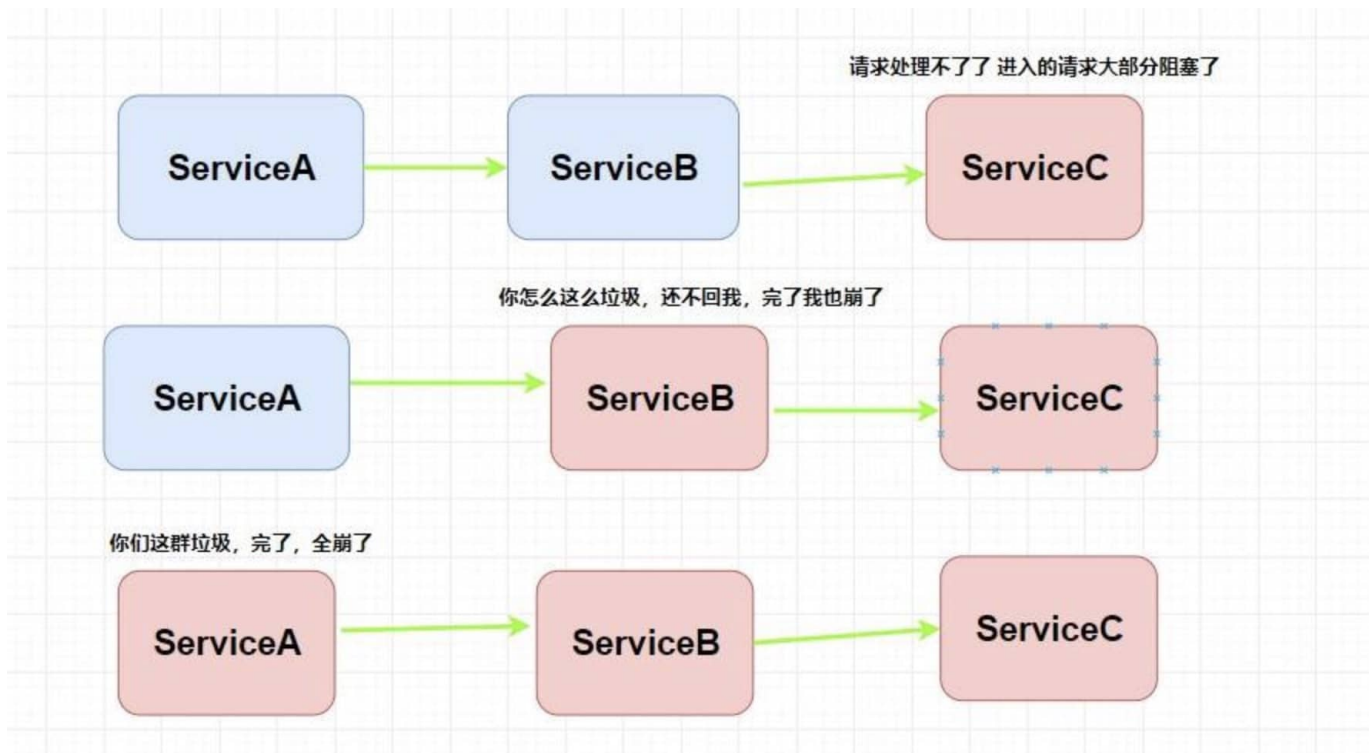 请求处理不了了 进入的请求大部分阻塞了
ServiceA
ServiceB
ServiceC
你怎么这么垃圾，还不回我，完了我也崩了
ServiceA
ServiceB
ServiceC
你们这群垃圾，完了，全崩了
ServiceA
ServiceB
ServiceC